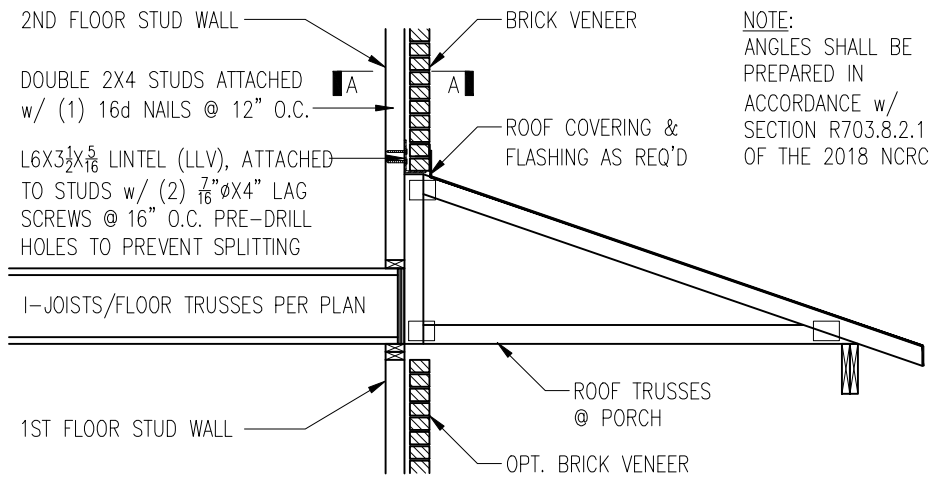 2ND FLOOR STUD WALL
BRICK VENEER
NOTE:
ANGLES SHALL BE
PREPARED IN
ACCORDANCE w/
SECTION R703.8.2.1
OF THE 2018 NCRC
DOUBLE 2X4 STUDS ATTACHED
w/ (1) 16d NAILS @ 12" O.C.
A
A
ROOF COVERING &
FLASHING AS REQ'D
L6X3½X5/16 LINTEL (LLV), ATTACHED
TO STUDS w/ (2) 7/16"øX4" LAG
SCREWS @ 16" O.C. PRE-DRILL
HOLES TO PREVENT SPLITTING
I-JOISTS/FLOOR TRUSSES PER PLAN
ROOF TRUSSES
@ PORCH
1ST FLOOR STUD WALL
OPT. BRICK VENEER